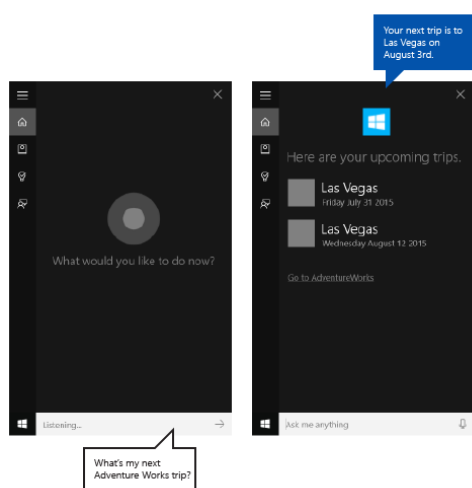 Your next trip is to
Las Vegas on
August 3rd.
What would you like to do now?
Listening...
What's my next
Adventure Works trip?
Here are your upcoming trips.
Las Vegas
Friday July 31 2015
Las Vegas
Wednesday August 12 2015
Go to AdventureWorks
Ask me anything